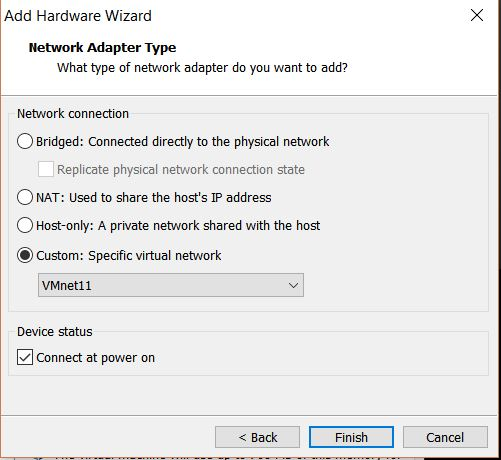 Add Hardware Wizard
Network Adapter Type
What type of network adapter do you want to add?
Network connection
Bridged: Connected directly to the physical network
Replicate physical network connection state
NAT: Used to share the host's IP address
Host-only: A private network shared with the host
Custom: Specific virtual network
VMnet11
Device status
Connect at power on
< Back Finish Cancel